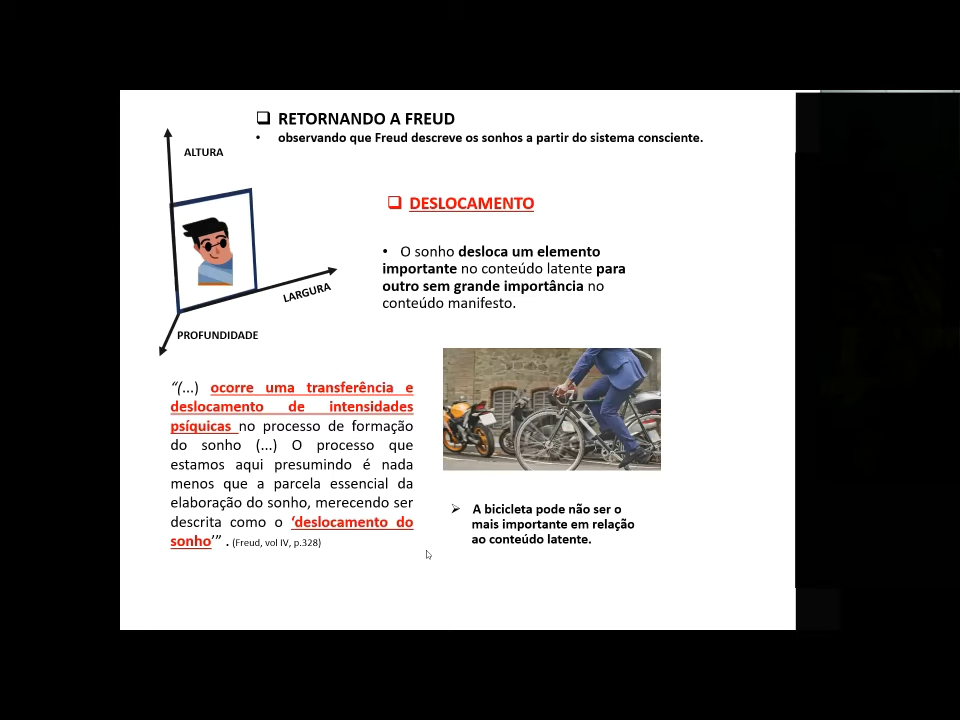 RETORNANDO A FREUD
• observando que Freud descreve os sonhos a partir do sistema consciente.
ALTURA
LARGURA
PROFUNDIDADE
DESLOCAMENTO
• O sonho desloca um elemento
importante no conteúdo latente para
outro sem grande importância no
conteúdo manifesto.
“(...) ocorre uma transferência e
deslocamento de intensidades
psíquicas no processo de formação
do sonho (...) O processo que
estamos aqui presumindo é nada
menos que a parcela essencial da
elaboração do sonho, merecendo ser
descrita como o ‘deslocamento do
sonho’” . (Freud, vol IV, p.328)
A bicicleta pode não ser o
mais importante em relação
ao conteúdo latente.